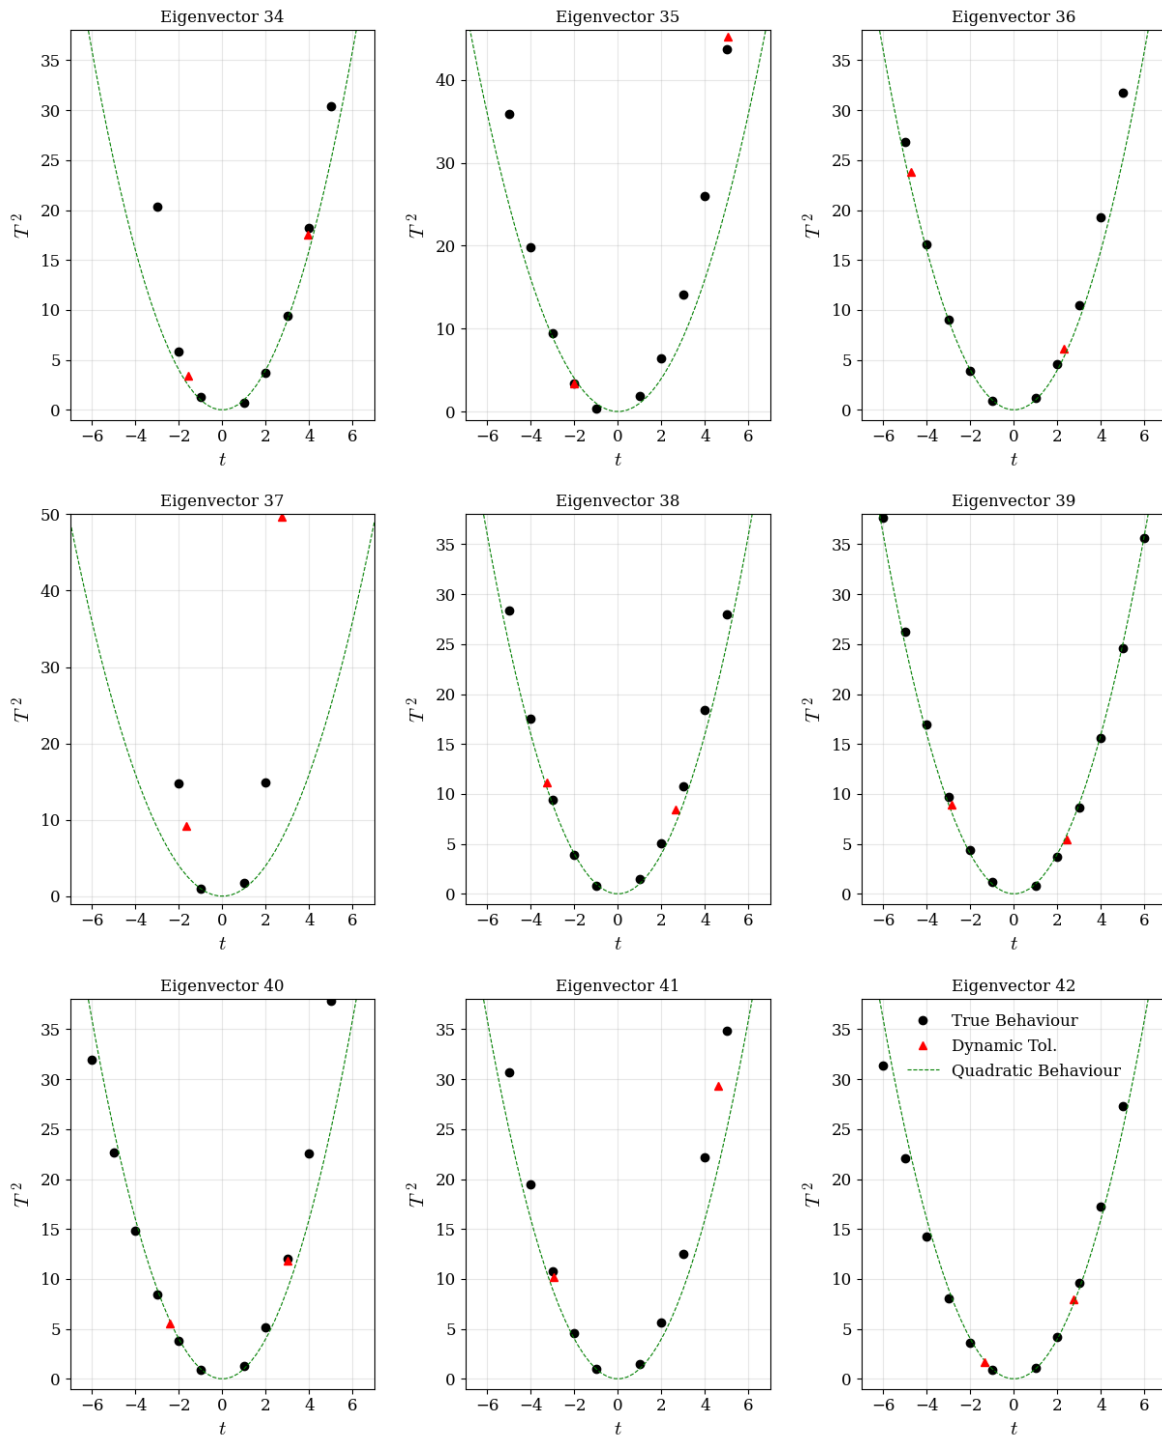 Eigenvector 34
T²
35
30
25
20
15
10
5
0
−6 −4 −2 0 2 4 6
t
Eigenvector 35
T²
40
30
20
10
0
−6 −4 −2 0 2 4 6
t
Eigenvector 36
T²
35
30
25
20
15
10
5
0
−6 −4 −2 0 2 4 6
t
Eigenvector 37
T²
50
40
30
20
10
0
−6 −4 −2 0 2 4 6
t
Eigenvector 38
T²
35
30
25
20
15
10
5
0
−6 −4 −2 0 2 4 6
t
Eigenvector 39
T²
35
30
25
20
15
10
5
0
−6 −4 −2 0 2 4 6
t
Eigenvector 40
T²
35
30
25
20
15
10
5
0
−6 −4 −2 0 2 4 6
t
Eigenvector 41
T²
35
30
25
20
15
10
5
0
−6 −4 −2 0 2 4 6
t
Eigenvector 42
True Behaviour
Dynamic Tol.
Quadratic Behaviour
T²
35
30
25
20
15
10
5
0
−6 −4 −2 0 2 4 6
t